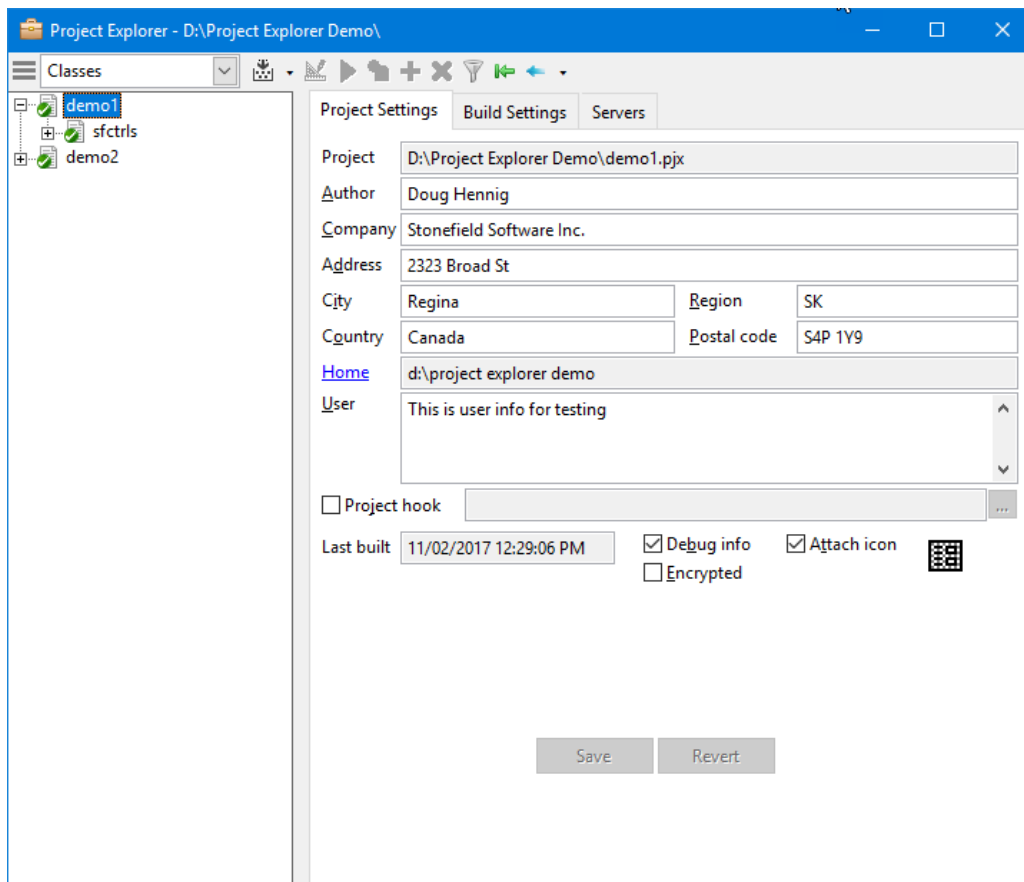 Project Explorer - D:\Project Explorer Demo\
Classes
demo1
sfctrls
demo2
Project Settings Build Settings Servers
Project D:\Project Explorer Demo\demo1.pjx
Author Doug Hennig
Company Stonefield Software Inc.
Address 2323 Broad St
City Regina Region SK
Country Canada Postal code S4P 1Y9
Home d:\project explorer demo
User This is user info for testing
Project hook ...
Last built 11/02/2017 12:29:06 PM Debug info Attach icon
Encrypted
Save Revert